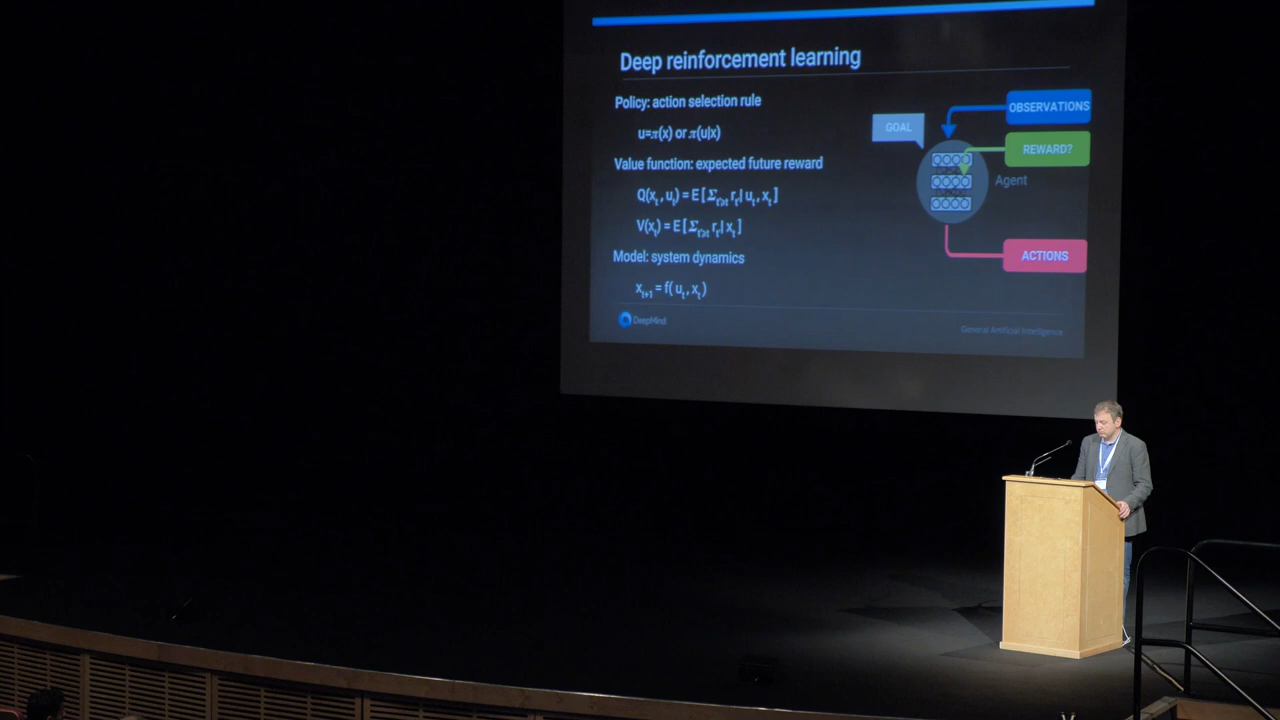 Deep reinforcement learning
Policy: action selection rule
u=π(x) or π(u|x)
Value function: expected future reward
Q(xₜ, uₜ) = E[ Σₜ'≥ₜ rₜ' | uₜ, xₜ ]
V(xₜ) = E[ Σₜ'≥ₜ rₜ' | xₜ ]
Model: system dynamics
xₜ₊₁ = f( uₜ, xₜ)
GOAL
OBSERVATIONS
REWARD?
Agent
ACTIONS
DeepMind
General Artificial Intelligence